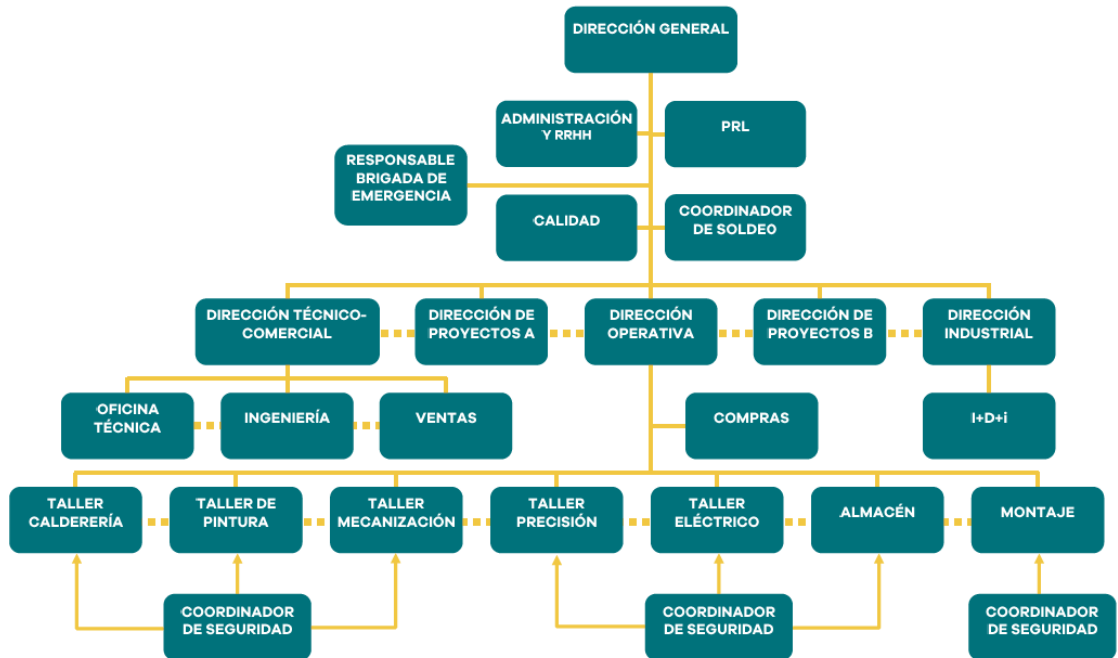 DIRECCIÓN GENERAL
ADMINISTRACIÓN
Y RRHH
PRL
RESPONSABLE
BRIGADA DE
EMERGENCIA
CALIDAD
COORDINADOR
DE SOLDEO
DIRECCIÓN TÉCNICO-
COMERCIAL
DIRECCIÓN DE
PROYECTOS A
DIRECCIÓN
OPERATIVA
DIRECCIÓN DE
PROYECTOS B
DIRECCIÓN
INDUSTRIAL
OFICINA
TÉCNICA
INGENIERÍA
VENTAS
COMPRAS
I+D+i
TALLER
CALDERERÍA
TALLER DE
PINTURA
TALLER
MECANIZACIÓN
TALLER
PRECISIÓN
TALLER
ELÉCTRICO
ALMACÉN
MONTAJE
COORDINADOR
DE SEGURIDAD
COORDINADOR
DE SEGURIDAD
COORDINADOR
DE SEGURIDAD